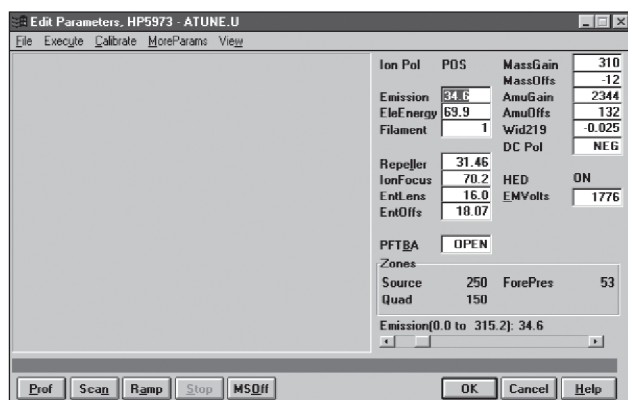 Edit Parameters, HP5973 - ATUNE.U
File Execute Calibrate MoreParams View
Ion Pol POS MassGain 310
MassOffs -12
Emission 34.6 AmuGain 2344
EleEnergy 69.9 AmuOffs 132
Filament 1 Wid219 -0.025
DC Pol NEG
Repeller 31.46
IonFocus 70.2 HED ON
EntLens 16.0 EMVolts 1776
EntOffs 18.07
PFTBA OPEN
Zones
Source 250 ForePres 53
Quad 150
Emission(0.0 to 315.2): 34.6
Prof Scan Ramp Stop MSOff OK Cancel Help